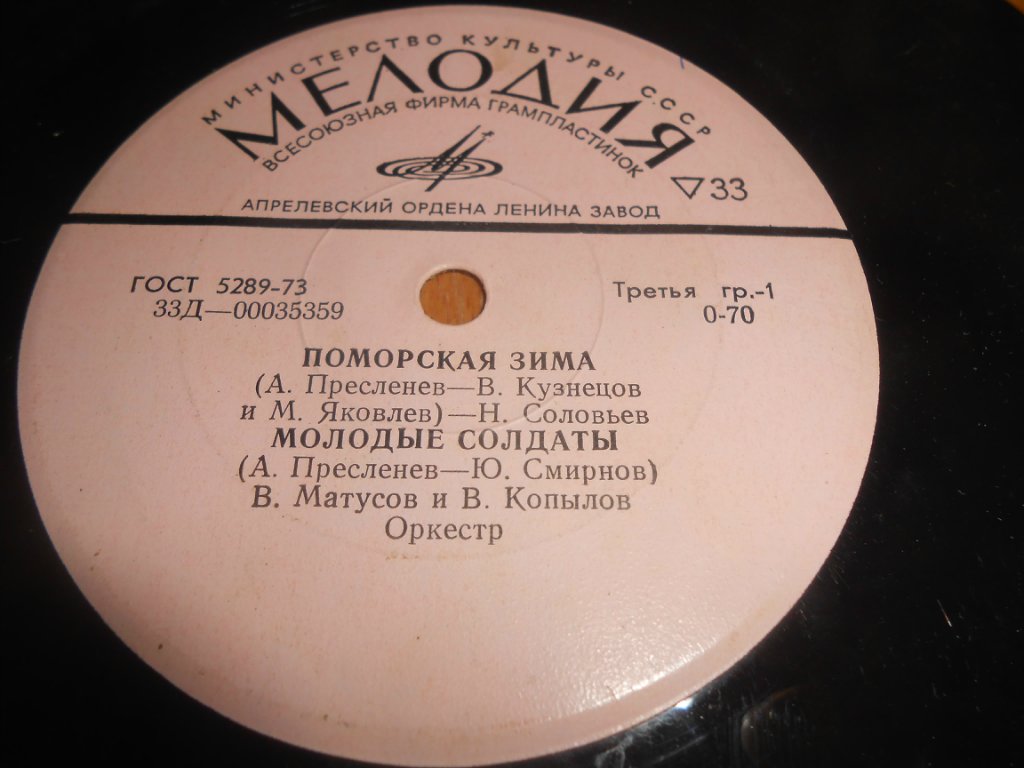 МИНИСТЕРСТВО КУЛЬТУРЫ СССР
МЕЛОДИЯ
ВСЕСОЮЗНАЯ ФИРМА ГРАМПЛАСТИНОК
33
АПРЕЛЕВСКИЙ ОРДЕНА ЛЕНИНА ЗАВОД
ГОСТ 5289-73
Третья гр.-1
33Д—00035359
0-70
ПОМОРСКАЯ ЗИМА
(А. Пресленев—В. Кузнецов
и М. Яковлев)—Н. Соловьев
МОЛОДЫЕ СОЛДАТЫ
(А. Пресленев—Ю. Смирнов)
В. Матусов и В. Копылов
Оркестр